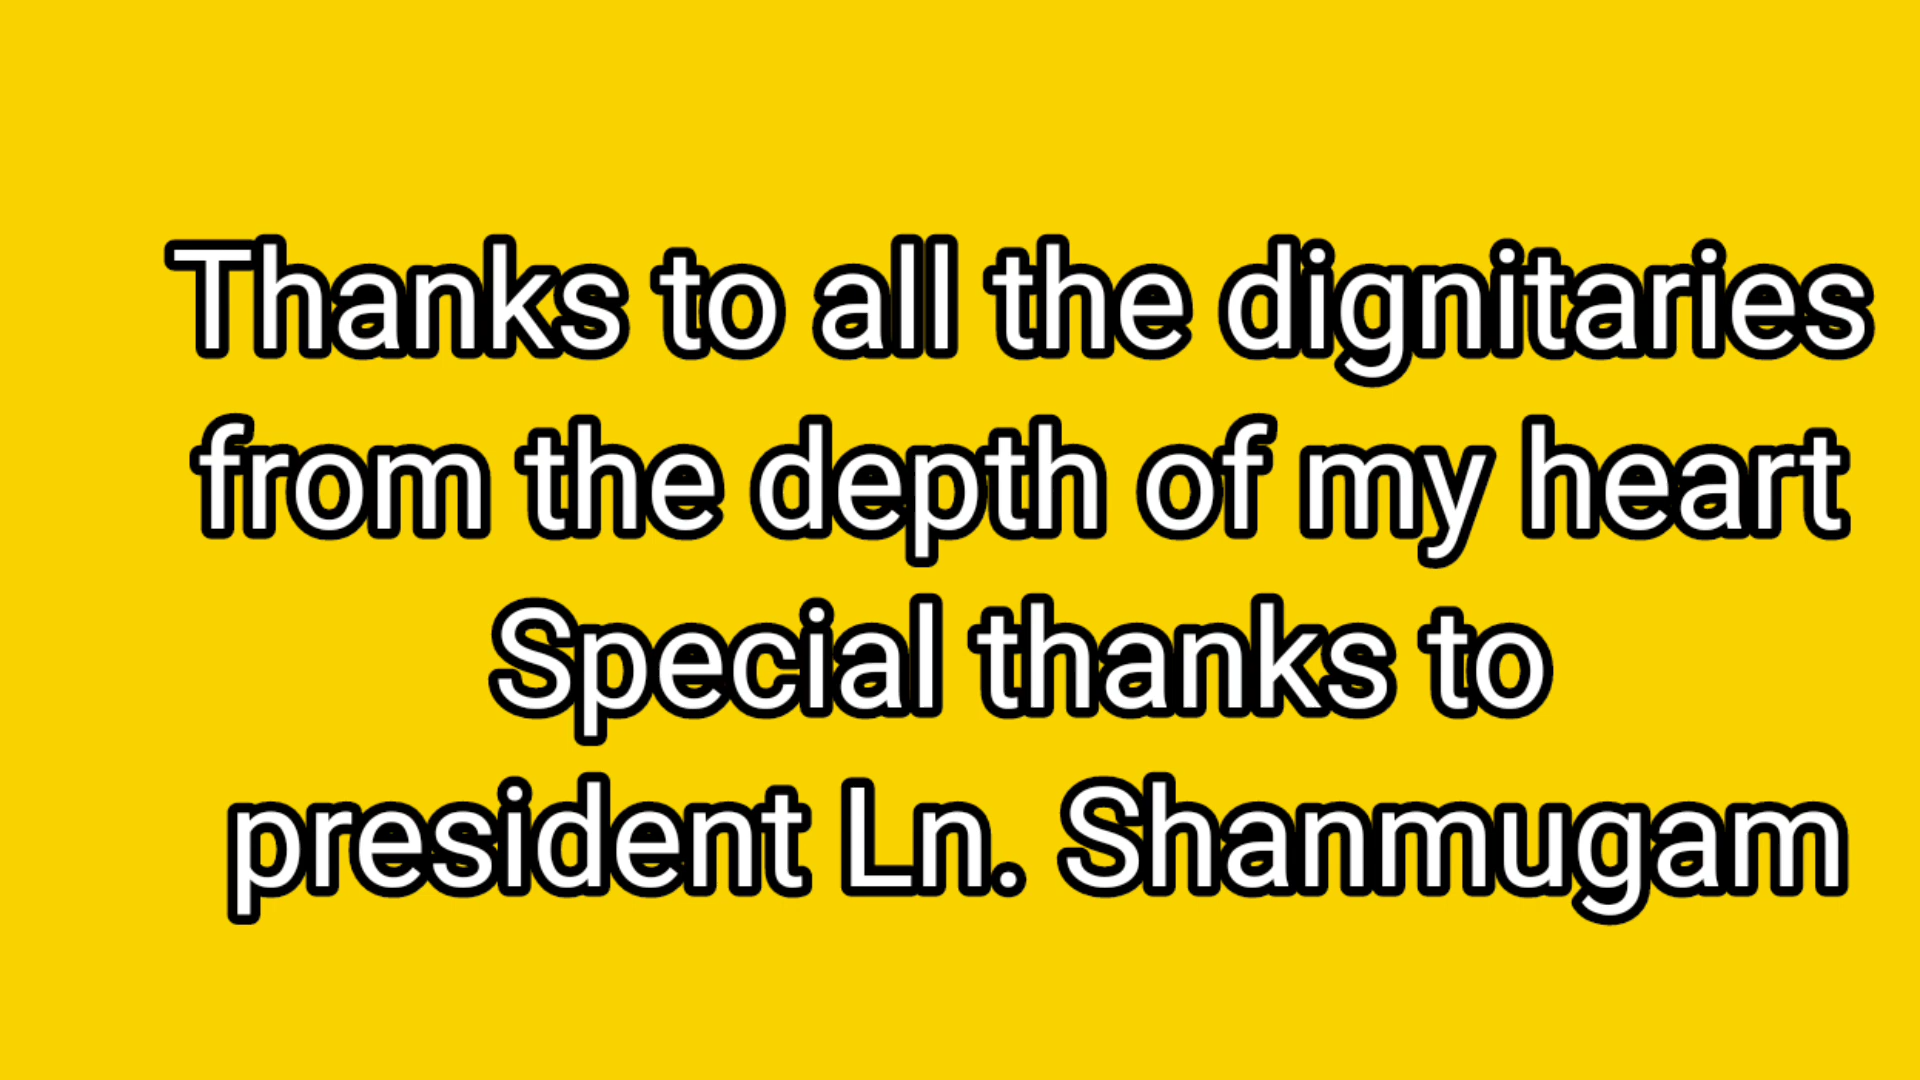 Thanks to all the dignitaries
from the depth of my heart
Special thanks to
president Ln. Shanmugam